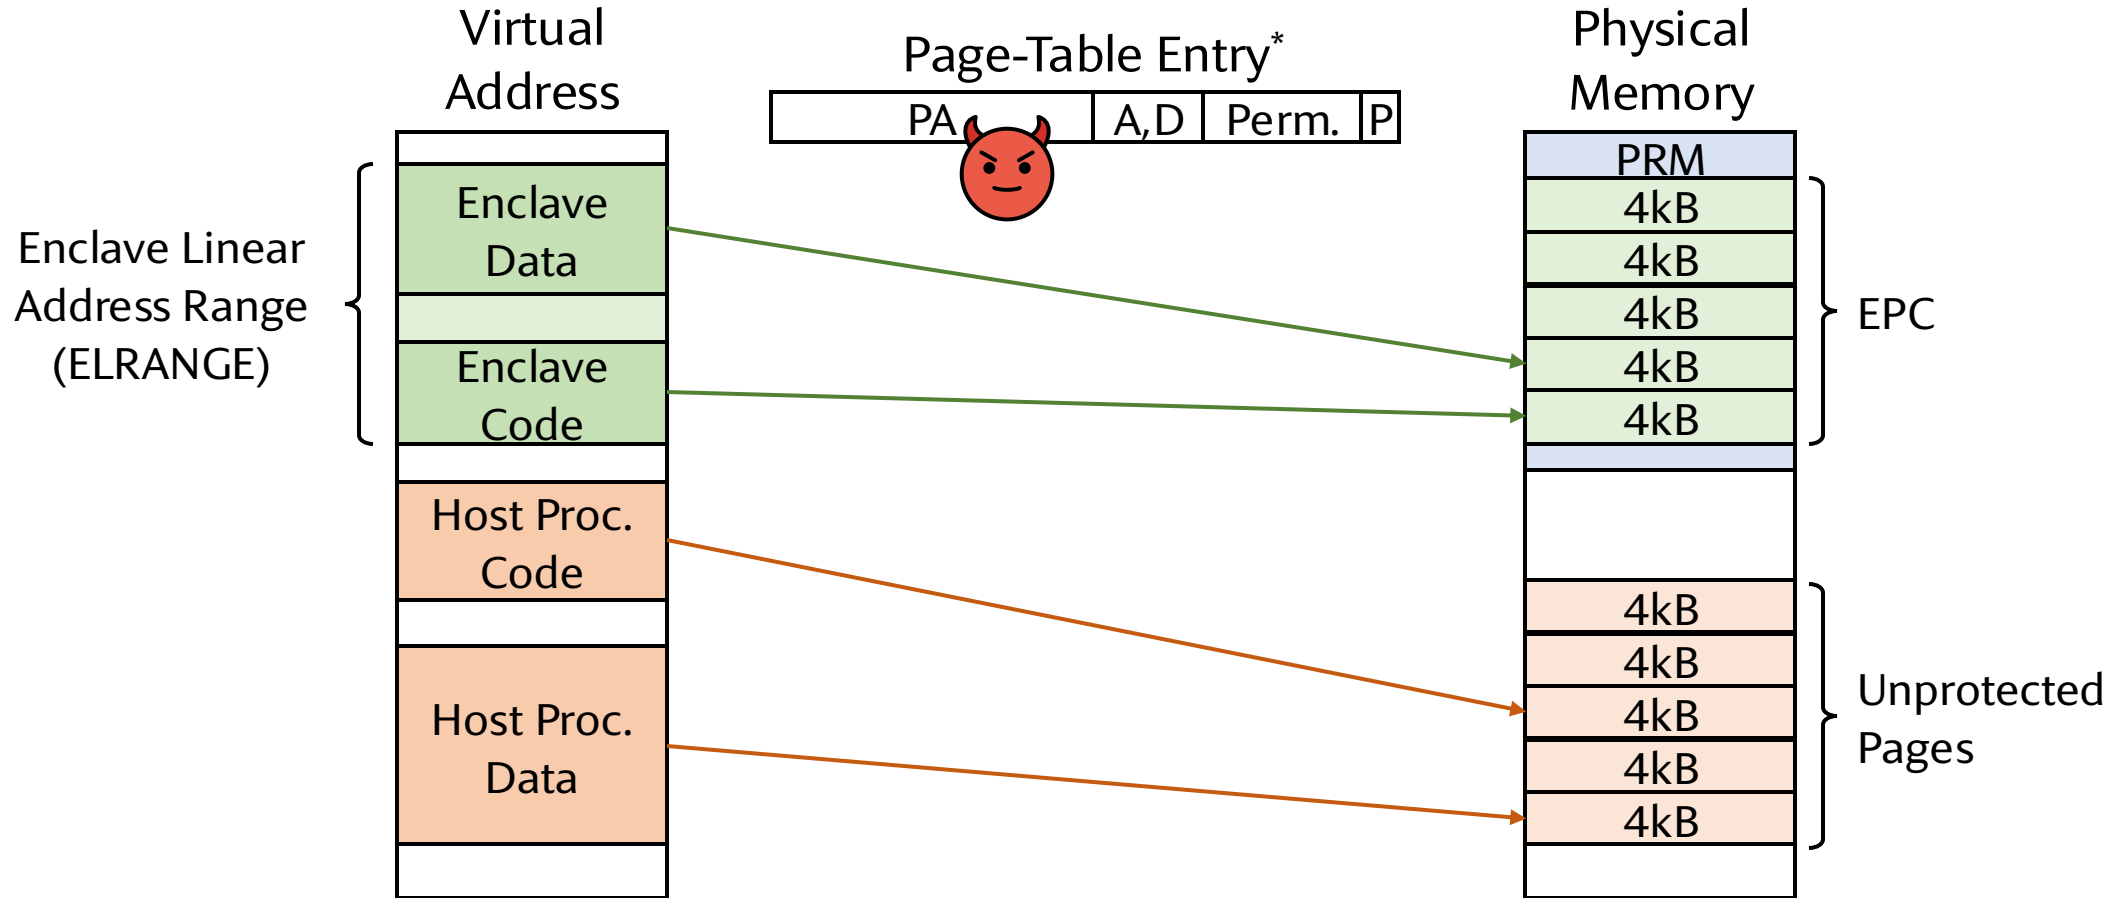 Virtual
Address
Page-Table Entry*
PA
A,D
Perm.
P
Physical
Memory
Enclave Linear
Address Range
(ELRANGE)
Enclave
Data
Enclave
Code
Host Proc.
Code
Host Proc.
Data
PRM
4kB
4kB
4kB
4kB
4kB
EPC
4kB
4kB
4kB
4kB
4kB
Unprotected
Pages